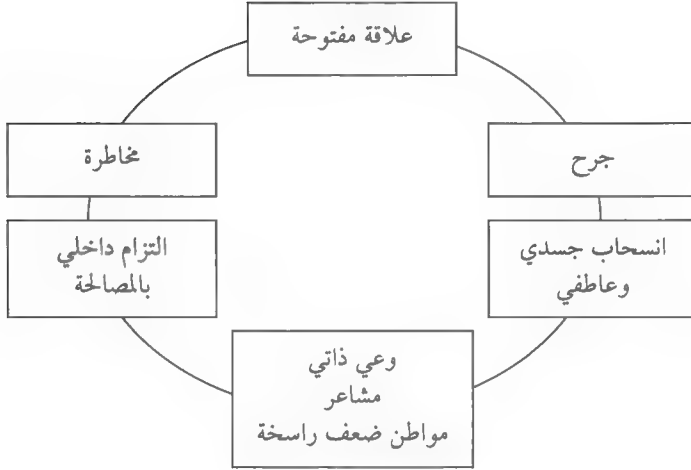 علاقة مفتوحة
جرح
انسحاب جسدي
وعاطفي
وعي ذاتي
مشاعر
مواطن ضعف راسخة
التزام داخلي
بالمصالحة
مخاطرة